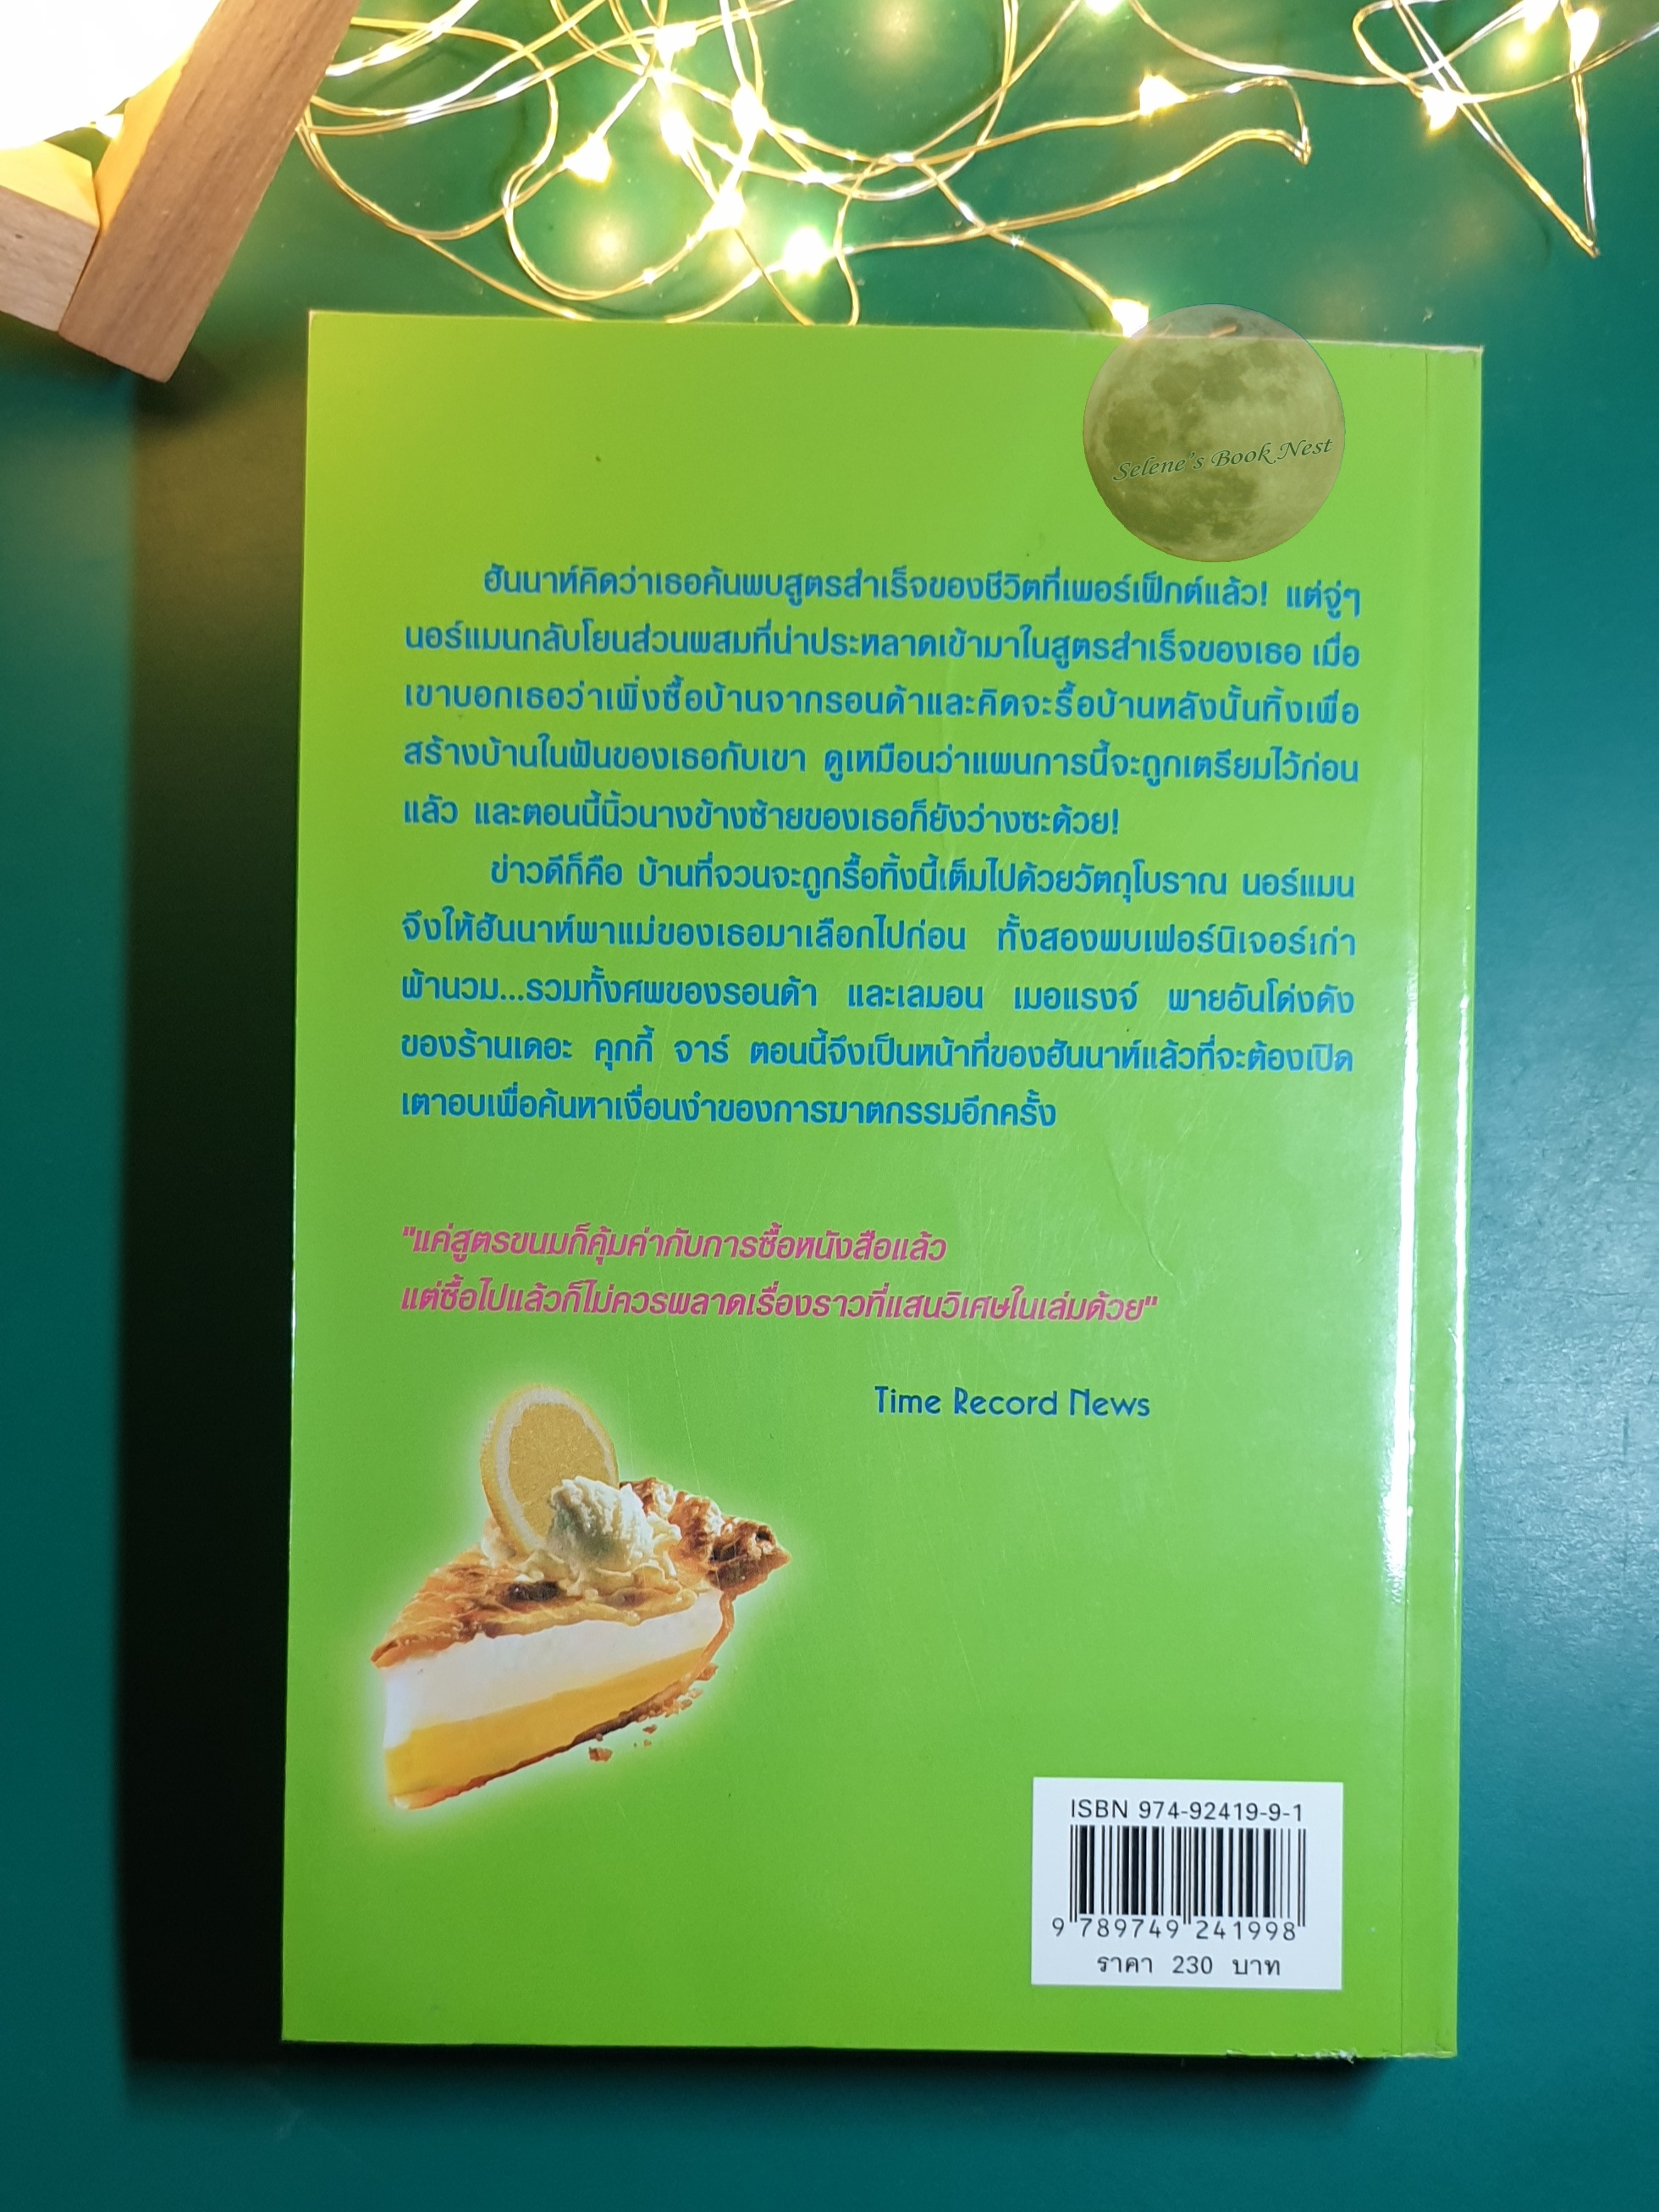 Selene's Book Nest
ฮันนาห์คิดว่าเธอค้นพบสูตรสำเร็จของชีวิตที่เพอร์เฟ็กต์แล้ว! แต่จู่ๆ
นอร์แมนกลับโยนส่วนผสมที่น่าประหลาดเข้ามาในสูตรสำเร็จของเธอ เมื่อ
เขาบอกเธอว่าเพิ่งซื้อบ้านจากรอนด้าและคิดจะรื้อบ้านหลังนั้นทิ้งเพื่อ
สร้างบ้านในฝันของเธอกับเขา ดูเหมือนว่าแผนการนี้จะถูกเตรียมไว้ก่อน
แล้ว และตอนนี้นิ้วนางข้างซ้ายของเธอก็ยังว่างซะด้วย!
ข่าวดีก็คือ บ้านที่จวนจะถูกรื้อทิ้งนี้เต็มไปด้วยวัตถุโบราณ นอร์แมน
จึงให้ฮันนาห์พาแม่ของเธอมาเลือกไปก่อน ทั้งสองพบเฟอร์นิเจอร์เก่า
ผ้านวม...รวมทั้งศพของรอนด้า และเลมอน เมอแรงจ์ พายอันโด่งดัง
ของร้านเดอะ คุกกี้ จาร์ ตอนนี้จึงเป็นหน้าที่ของฮันนาห์แล้วที่จะต้องเปิด
เตาอบเพื่อค้นหาเงื่อนงำของการฆาตกรรมอีกครั้ง
"แค่สูตรขนมก็คุ้มค่ากับการซื้อหนังสือแล้ว
แต่ซื้อไปแล้วก็ไม่ควรพลาดเรื่องราวที่แสนวิเศษในเล่มด้วย"
Time Record News
ISBN 974-92419-9-1
9 789749 241998
ราคา 230 บาท